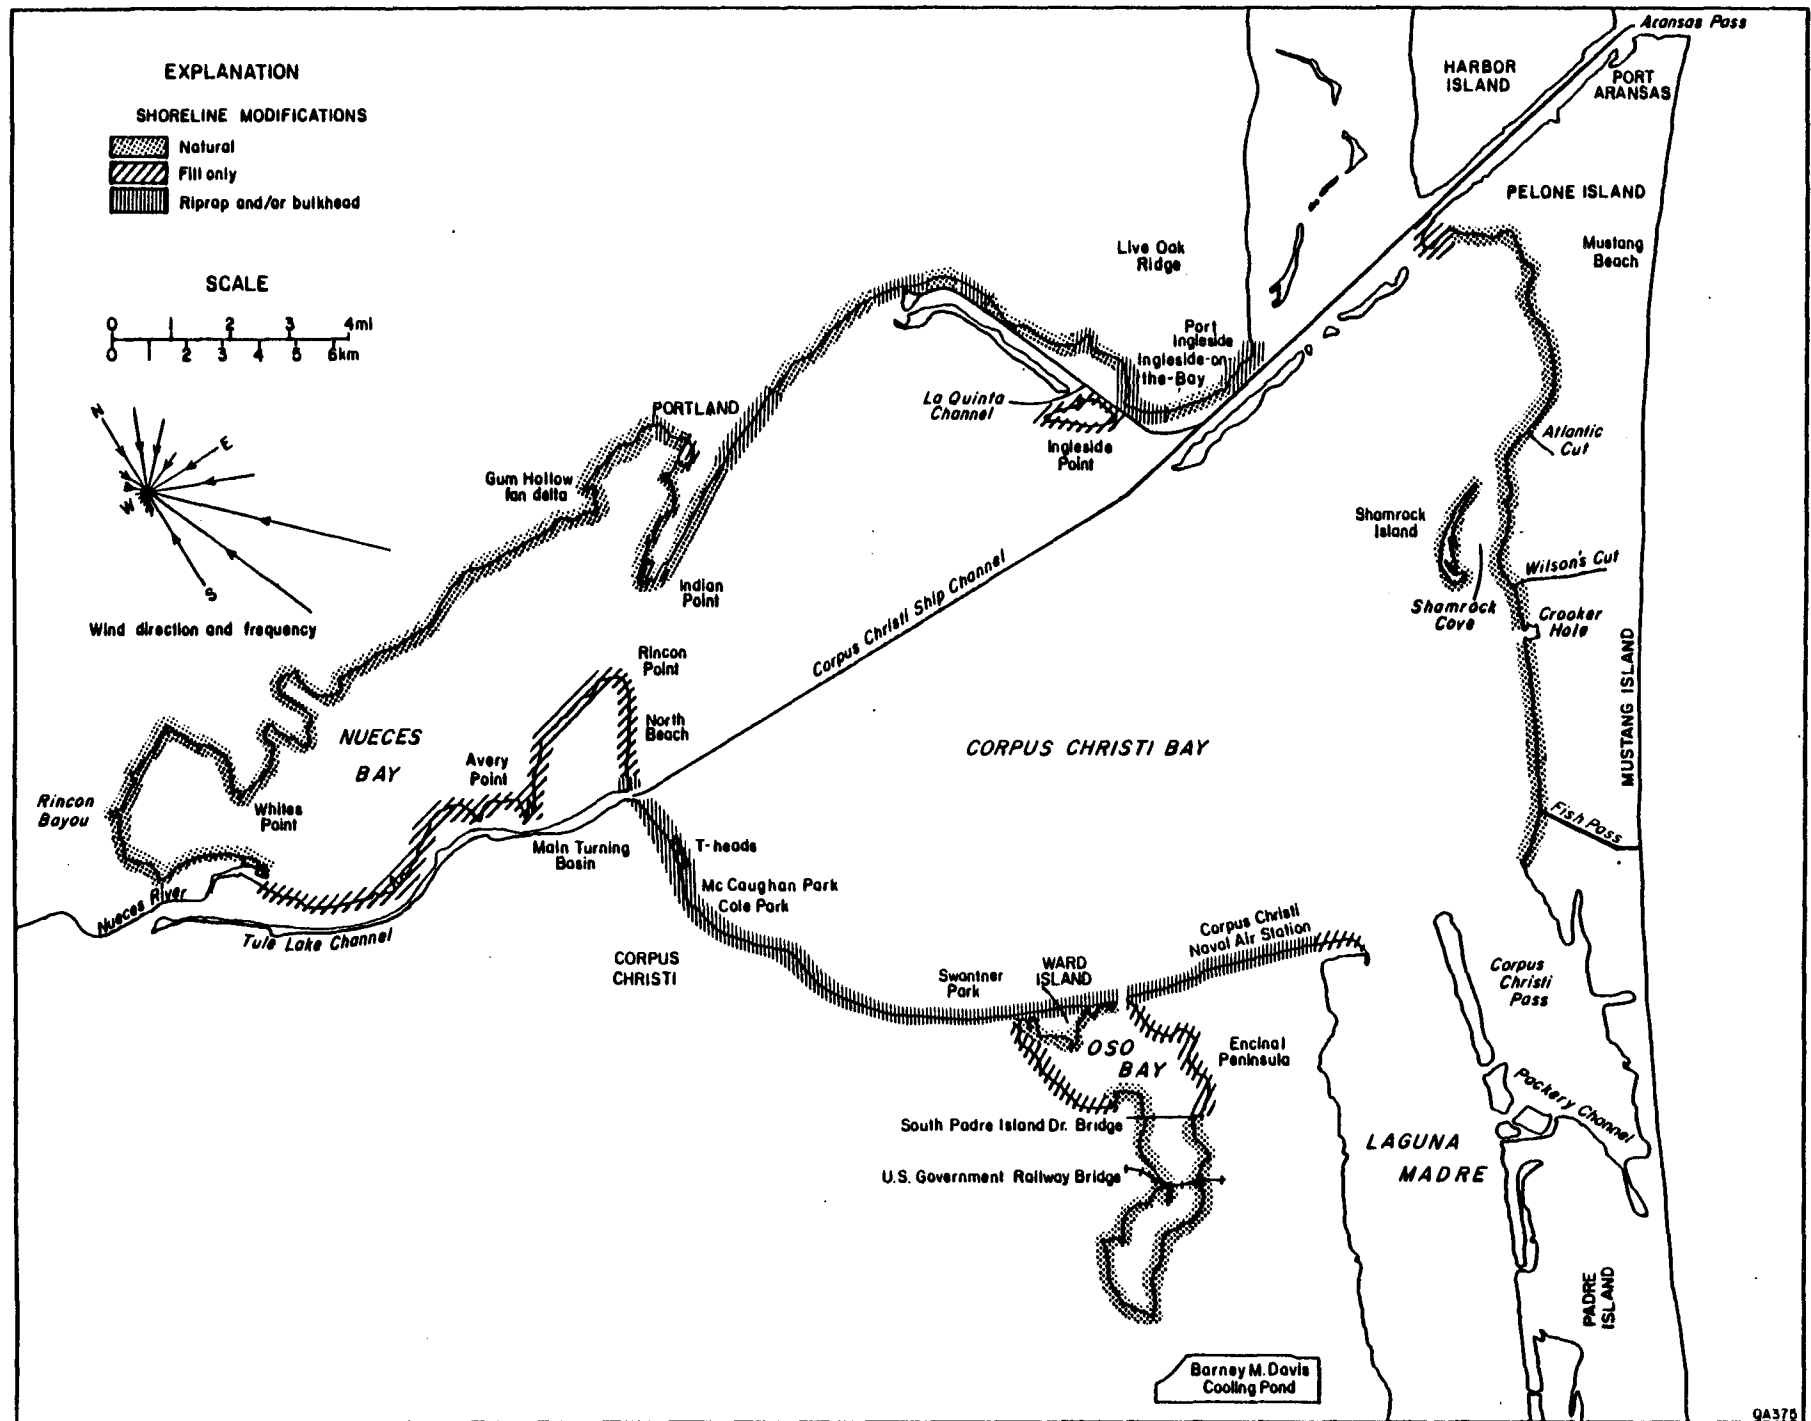 EXPLANATION
SHORELINE MODIFICATIONS
Natural
Fill only
Riprap and/or bulkhead
SCALE
0 1 2 3 4mi
0 1 2 3 4 5 6km
N
E
W
S
Wind direction and frequency
Aransas Pass
HARBOR
ISLAND
PORT
ARANSAS
PELONE ISLAND
Mustang
Beach
Live Oak
Ridge
Port
Ingleside
Ingleside-on-
the-Bay
La Quinta
Channel
Ingleside
Point
PORTLAND
Gum Hollow
fan delta
Indian
Point
Atlantic
Cut
Shamrock
Island
Wilson's Cut
Shamrock
Cove
Crooker
Hole
Corpus Christi Ship Channel
Rincon
Point
North
Beach
NUECES
BAY
Avery
Point
CORPUS CHRISTI BAY
MUSTANG ISLAND
Rincon
Bayou
Whites
Point
Fish Pass
Main Turning
Basin
T-heads
Mc Caughan Park
Cole Park
Nueces River
Tule Lake Channel
CORPUS
CHRISTI
Corpus Christi
Naval Air Station
Swantner
Park
WARD
ISLAND
Corpus
Christi
Pass
OSO
BAY
Encinal
Peninsula
Packery Channel
South Padre Island Dr. Bridge
LAGUNA
MADRE
U.S. Government Railway Bridge
PADRE
ISLAND
Barney M. Davis
Cooling Pond
QA375